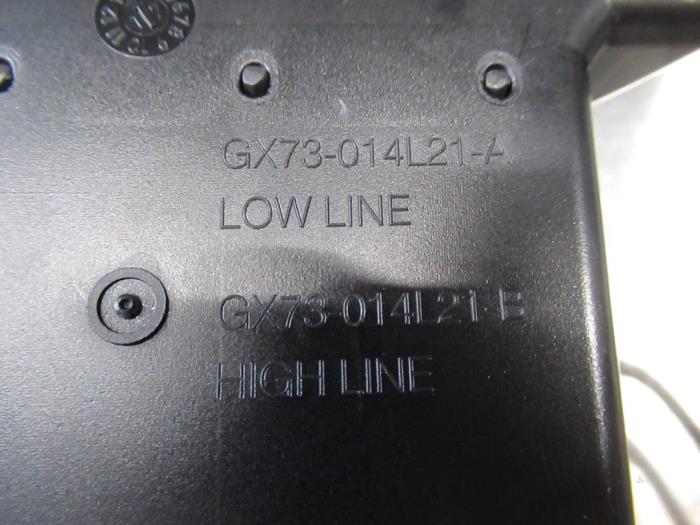 GX73-014L21-A
LOW LINE
GX73-014L21-B
HIGH LINE